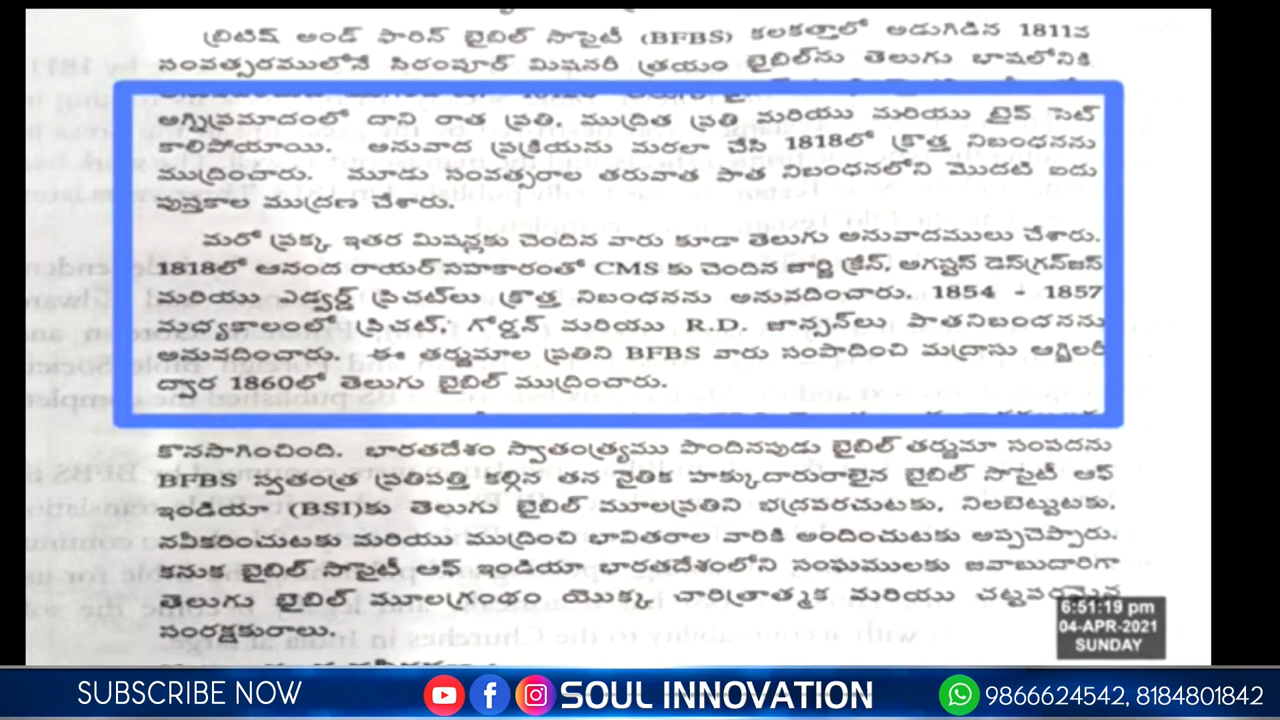 బ్రిటిష్ అండ్ ఫారిన్ బైబిల్ సొసైటీ (BFBS) కలకత్తాలో అడుగిడిన 1811వ
సంవత్సరములోనే సిరంపూర్ మిషనరీ త్రయం బైబిల్‌ను తెలుగు భాషలోనికి
అగ్నిప్రమాదంలో దాని రాత ప్రతి, ముద్రిత ప్రతి మరియు మరియు టైప్ సెట్
కాలిపోయాయి. అనువాద ప్రక్రియను మరలా చేసి 1818లో క్రొత్త నిబంధనను
ముద్రించారు. మూడు సంవత్సరాల తరువాత పాత నిబంధనలోని మొదటి ఐదు
పుస్తకాల ముద్రణ చేశారు.
మరో ప్రక్క ఇతర మిషన్లకు చెందిన వారు కూడా తెలుగు అనువాదములు చేశారు.
1818లో ఆనంద రాయర్ సహకారంతో CMS కు చెందిన జార్జి క్రేన్, ఆగస్టస్ డెస్‌గ్రన్‌జస్
మరియు ఎడ్వర్డ్ ప్రిచట్‌లు క్రొత్త నిబంధనను అనువదించారు. 1854 - 1857
మధ్యకాలంలో ప్రిచట్, గోర్డన్ మరియు R.D. జాన్సన్‌లు పాతనిబంధనను
అనువదించారు. ఈ తర్జుమాల ప్రతిని BFBS వారు సంపాదించి మద్రాసు ఆక్జిలరీ
ద్వార 1860లో తెలుగు బైబిల్ ముద్రించారు.
కొనసాగించింది. భారతదేశం స్వాతంత్ర్యము పొందినపుడు బైబిల్ తర్జుమా సంపదను
BFBS స్వతంత్ర ప్రతిపత్తి కల్గిన తన నైతిక హక్కుదారురాలైన బైబిల్ సొసైటీ ఆఫ్
ఇండియా (BSI)కు తెలుగు బైబిల్ మూలప్రతిని భద్రపరచుటకు, నిలబెట్టుటకు,
నవీకరించుటకు మరియు ముద్రించి భావితరాల వారికి అందించుటకు అప్పచెప్పారు.
కనుక బైబిల్ సొసైటీ ఆఫ్ ఇండియా భారతదేశంలోని సంఘములకు జవాబుదారిగా
తెలుగు బైబిల్ మూలగ్రంథం యొక్క చారిత్రాత్మక మరియు చట్టపరమైన
సంరక్షకురాలు.
6:51:19 pm
04-APR-2021
SUNDAY
SUBSCRIBE NOW
SOUL INNOVATION
9866624542, 8184801842